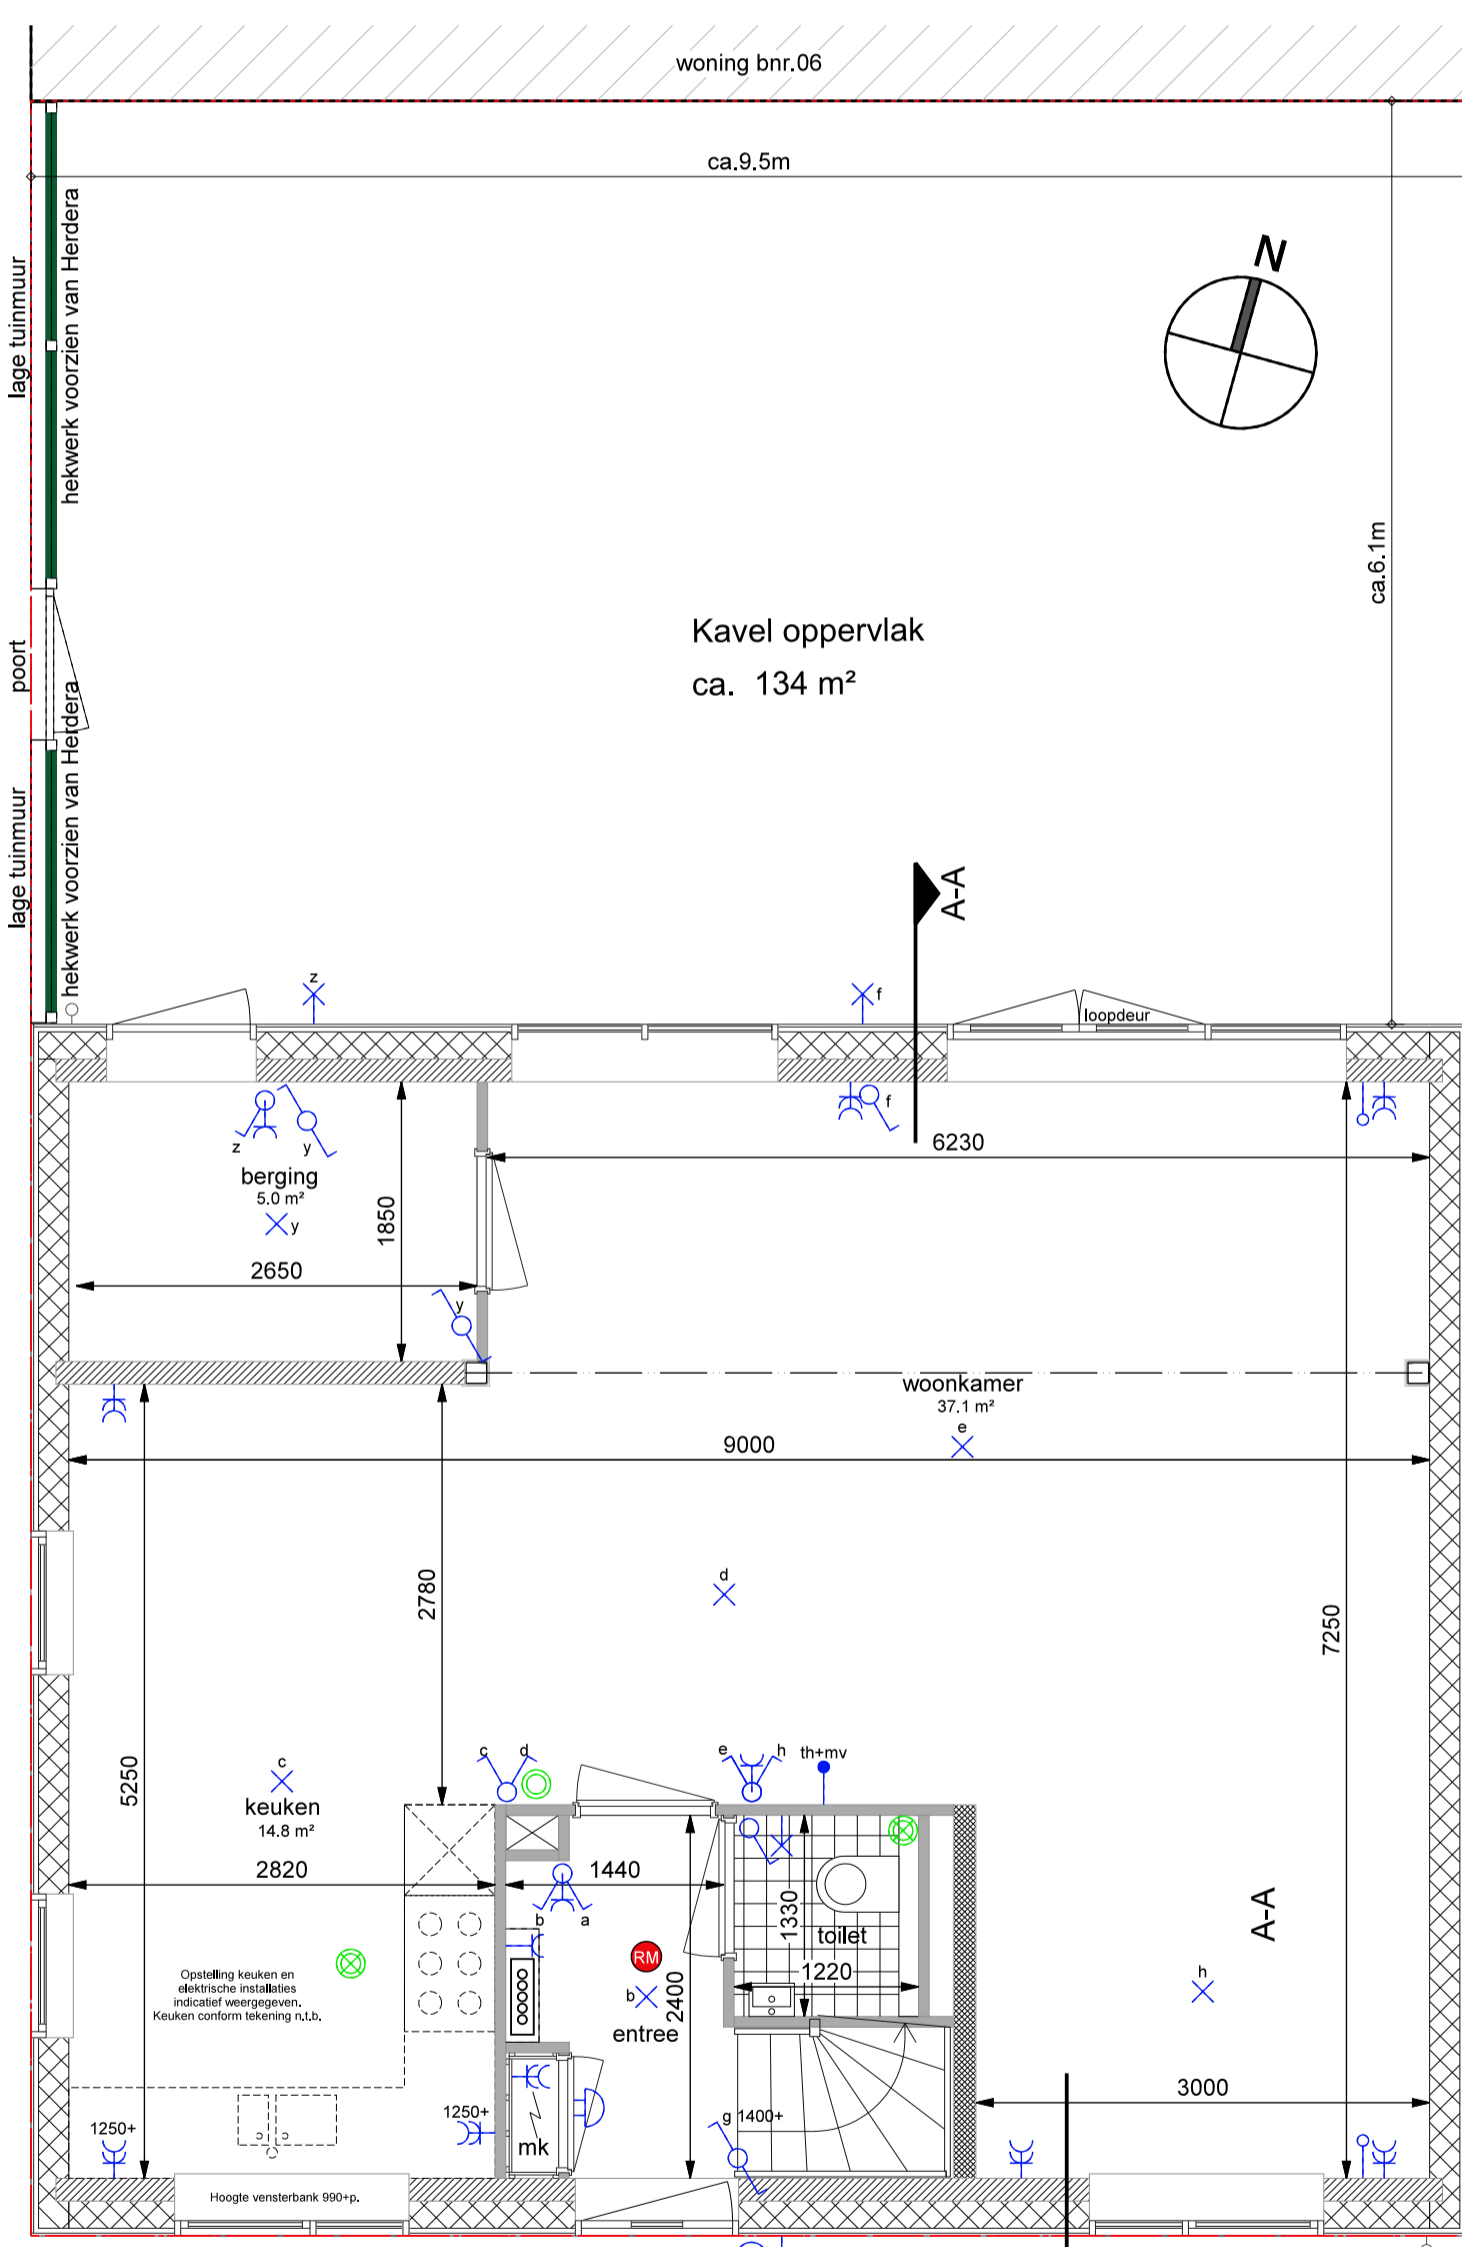 woning bnr.06
ca.9.5m
N
lage tuinmuur
hekwerk voorzien van Herdera
ca.6.1m
Kavel oppervlak
ca. 134 m²
poort
lage tuinmuur
hekwerk voorzien van Herdera
A-A
z
f
loopdeur
z
y
f
berging
5.0 m²
y
1850
6230
2650
y
woonkamer
37.1 m²
e
9000
d
2780
7250
5250
c
keuken
14.8 m²
c
d
e
h
th+mv
2820
1440
b
a
1330
toilet
1220
A-A
RM
b
2400
entree
h
Opstelling keuken en
elektrische installaties
indicatief weergegeven.
Keuken conform tekening n.t.b.
3000
1250+
1250+
g 1400+
mk
Hoogte vensterbank 990+p.